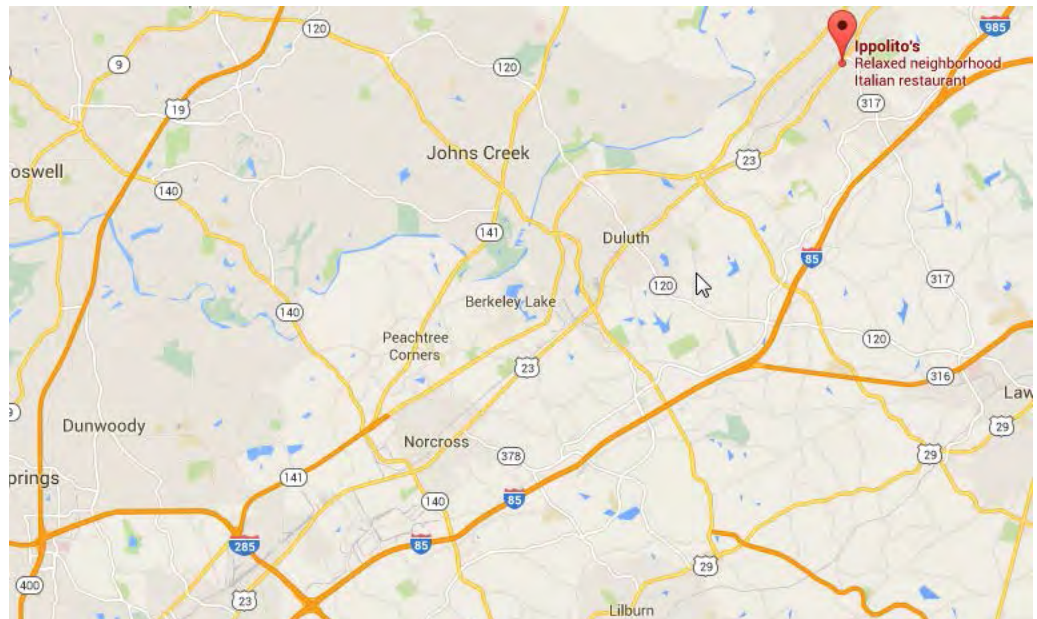 120
985
Ippolito's
Relaxed neighborhood
Italian restaurant
9
120
19
317
Johns Creek
23
oswell
140
141
Duluth
85
120
317
Berkeley Lake
140
Peachtree
Corners
120
23
316
Law
9
Dunwoody
29
Norcross
378
29
prings
141
140
85
85
285
29
400
23
Lilburn